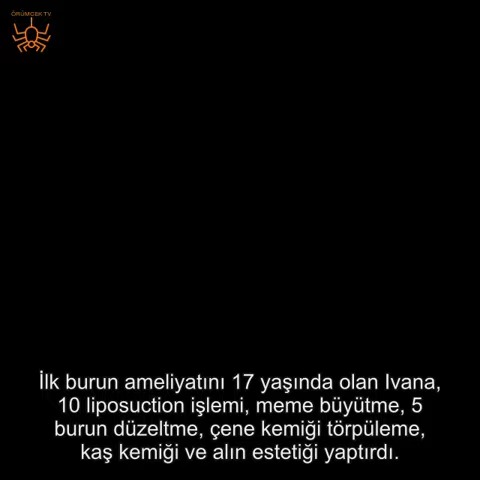 ÖRÜMCEK TV
İlk burun ameliyatını 17 yaşında olan Ivana,
10 liposuction işlemi, meme büyütme, 5
burun düzeltme, çene kemiği törpüleme,
kaş kemiği ve alın estetiği yaptırdı.